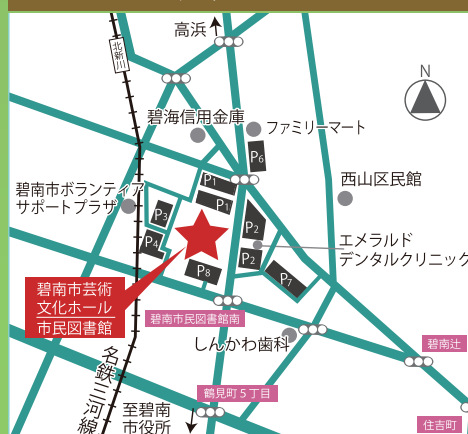 高浜
北新川
N
碧海信用金庫
ファミリーマート
P6
P1
P1
西山区民館
碧南市ボランティア
サポートプラザ
P3
P2
P4
P2
エメラルド
デンタルクリニック
P8
P7
碧南市芸術
文化ホール
市民図書館
碧南市民図書館南
しんかわ歯科
碧南辻
名鉄三河線
鶴見町5丁目
至碧南
市役所
住吉町